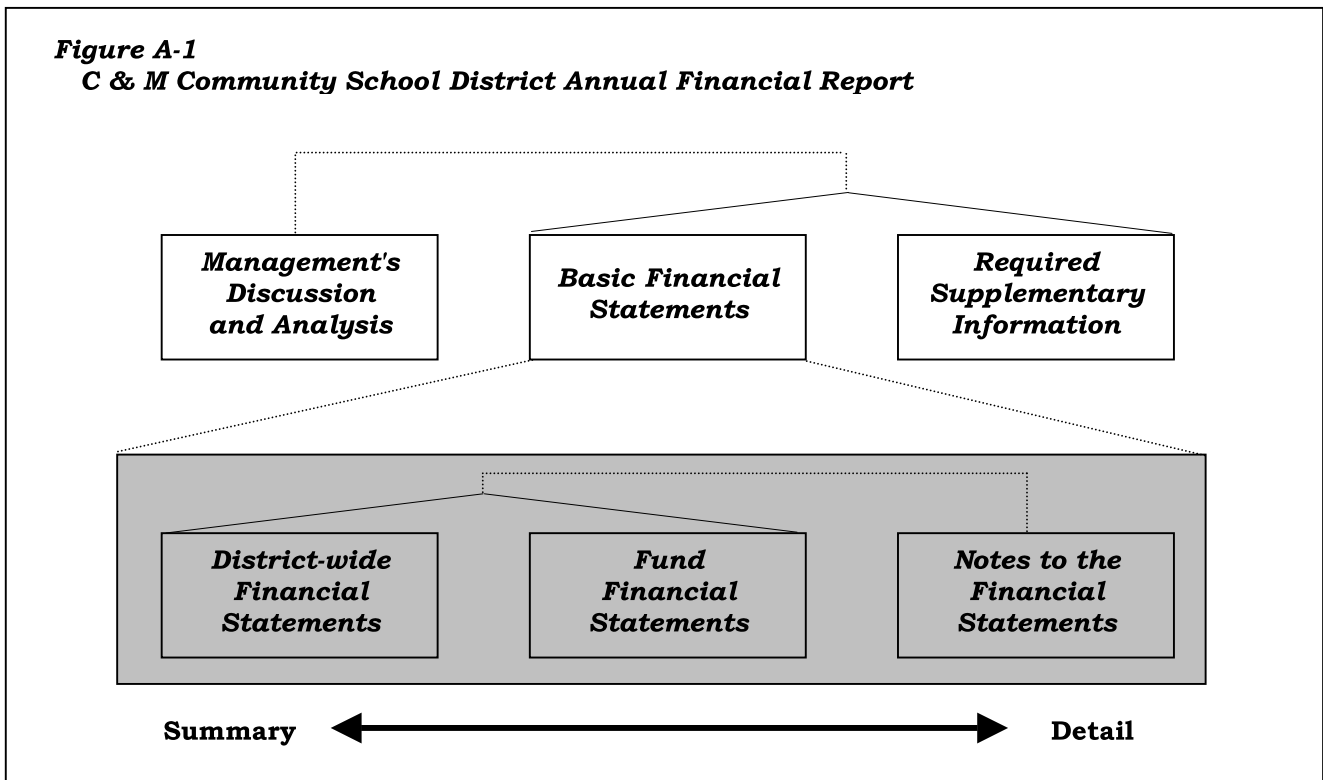 Figure A-1
C & M Community School District Annual Financial Report
Management's
Discussion
and Analysis
Basic Financial
Statements
Required
Supplementary
Information
District-wide
Financial
Statements
Fund
Financial
Statements
Notes to the
Financial
Statements
Summary
Detail